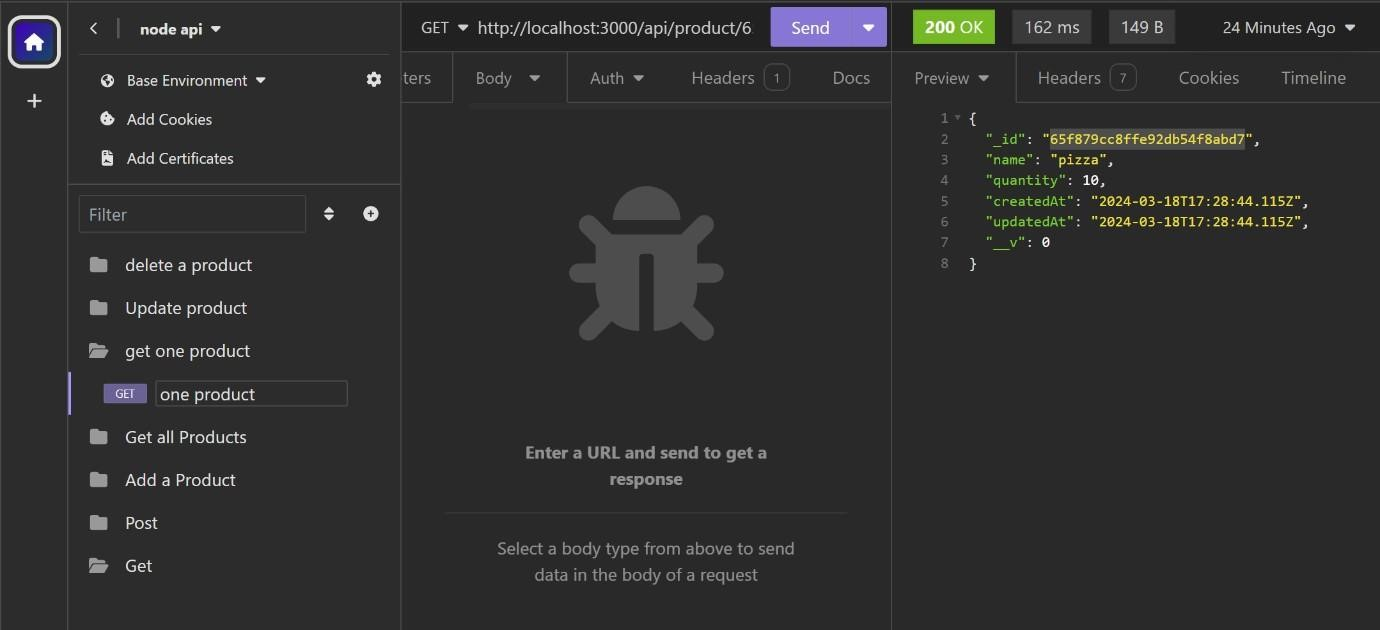 node api
Base Environment
Add Cookies
Add Certificates
Filter
delete a product
Update product
get one product
GET one product
Get all Products
Add a Product
Post
Get
GET http://localhost:3000/api/product/6 Send
ters Body Auth Headers 1 Docs
Enter a URL and send to get a
response
Select a body type from above to send
data in the body of a request
200 OK 162 ms 149 B 24 Minutes Ago
Preview Headers 7 Cookies Timeline
1 {
2 "_id": "65f879cc8ffe92db54f8abd7",
3 "name": "pizza",
4 "quantity": 10,
5 "createdAt": "2024-03-18T17:28:44.115Z",
6 "updatedAt": "2024-03-18T17:28:44.115Z",
7 "__v": 0
8 }